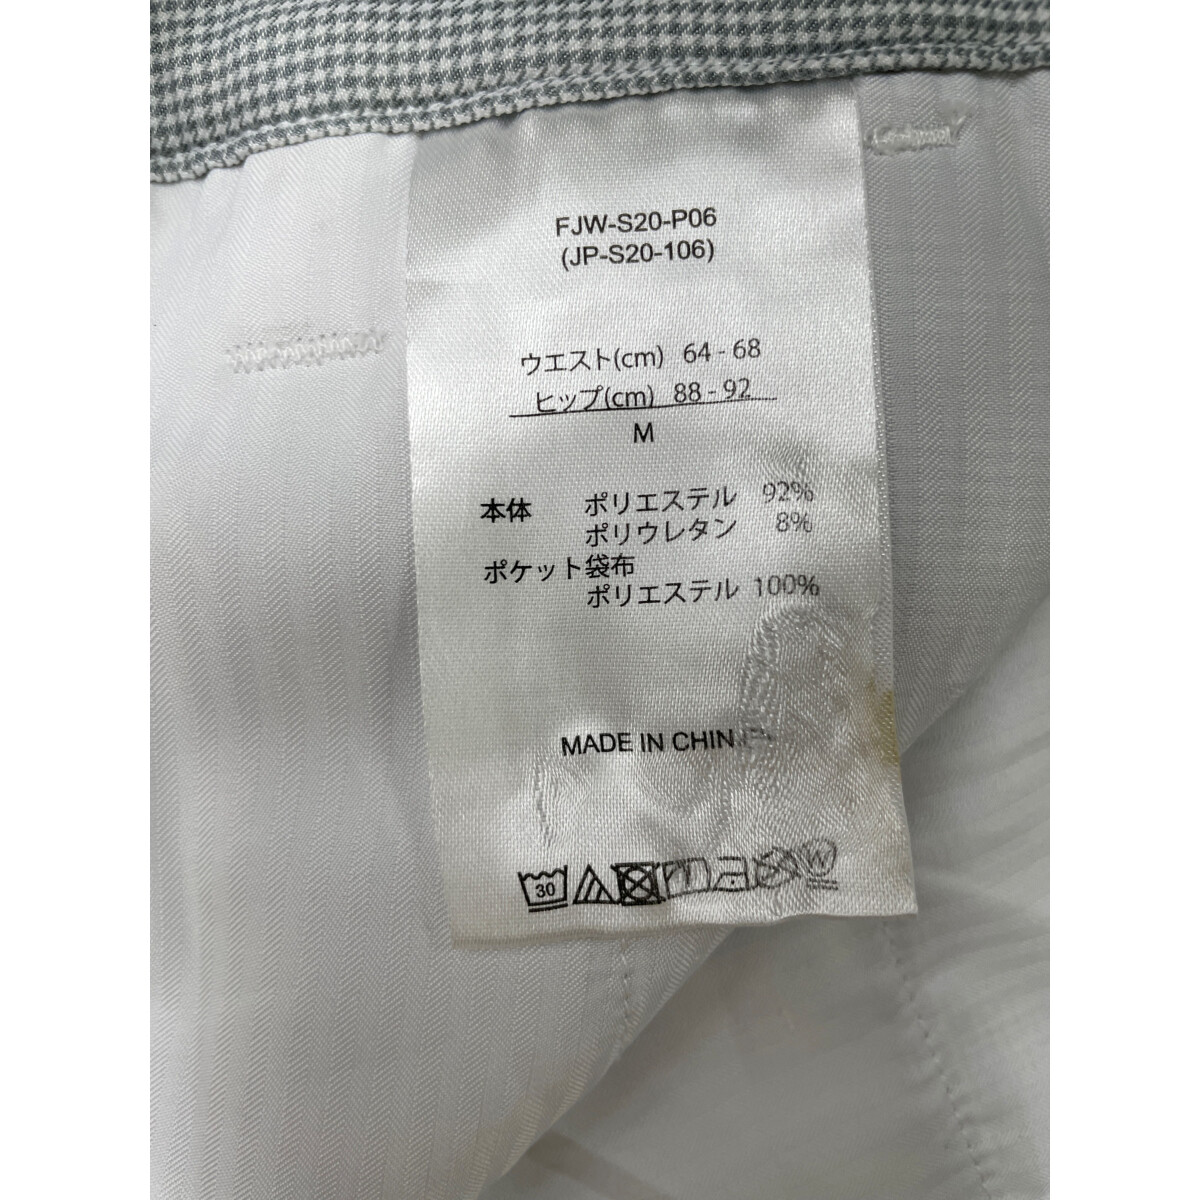 FJW-S20-P06
(JP-S20-106)
ウエスト(cm) 64 - 68
ヒップ(cm) 88 - 92
M
本体 ポリエステル 92%
ポリウレタン 8%
ポケット袋布
ポリエステル 100%
MADE IN CHINA
30
W